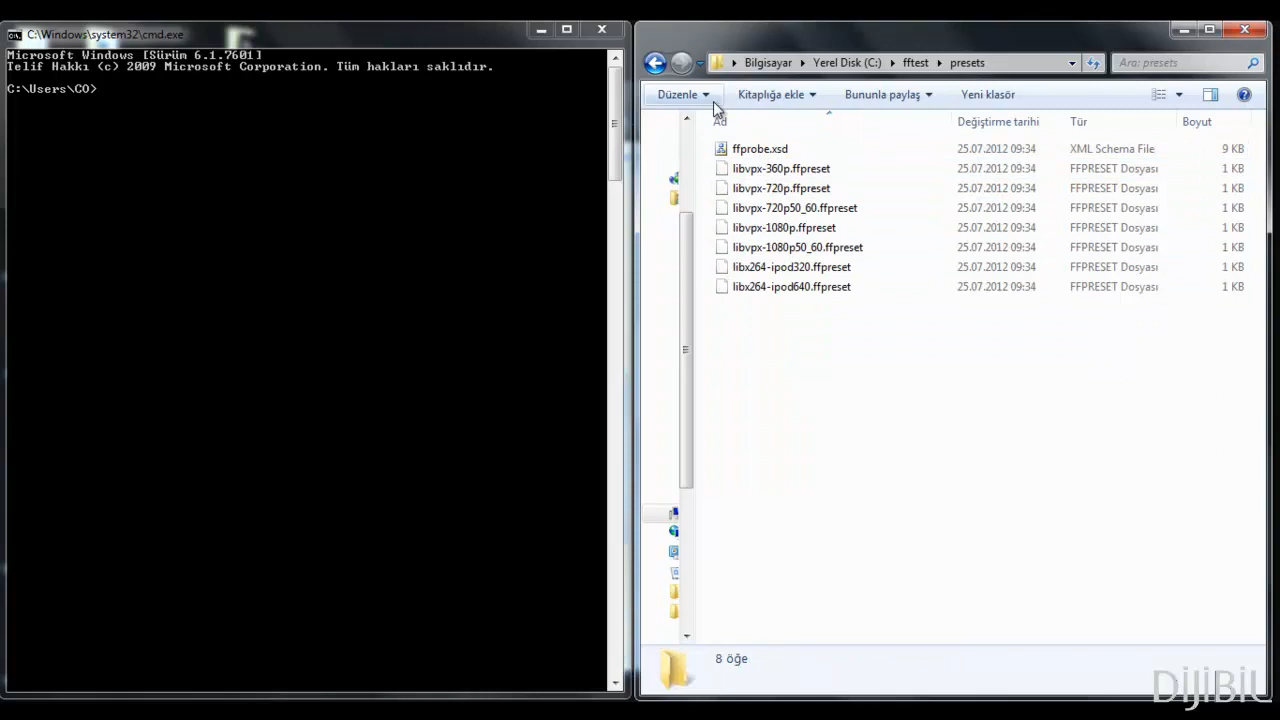 C:\Windows\system32\cmd.exe
Microsoft Windows [Sürüm 6.1.7601]
Telif Hakkı (c) 2009 Microsoft Corporation. Tüm hakları saklıdır.
C:\Users\CO>
Bilgisayar Yerel Disk (C:) fftest presets
Ara: presets
Düzenle Kitaplığa ekle Bununla paylaş Yeni klasör
Ad Değiştirme tarihi Tür Boyut
ffprobe.xsd 25.07.2012 09:34 XML Schema File 9 KB
libvpx-360p.ffpreset 25.07.2012 09:34 FFPRESET Dosyası 1 KB
libvpx-720p.ffpreset 25.07.2012 09:34 FFPRESET Dosyası 1 KB
libvpx-720p50_60.ffpreset 25.07.2012 09:34 FFPRESET Dosyası 1 KB
libvpx-1080p.ffpreset 25.07.2012 09:34 FFPRESET Dosyası 1 KB
libvpx-1080p50_60.ffpreset 25.07.2012 09:34 FFPRESET Dosyası 1 KB
libx264-ipod320.ffpreset 25.07.2012 09:34 FFPRESET Dosyası 1 KB
libx264-ipod640.ffpreset 25.07.2012 09:34 FFPRESET Dosyası 1 KB
8 öğe
DijiBiL